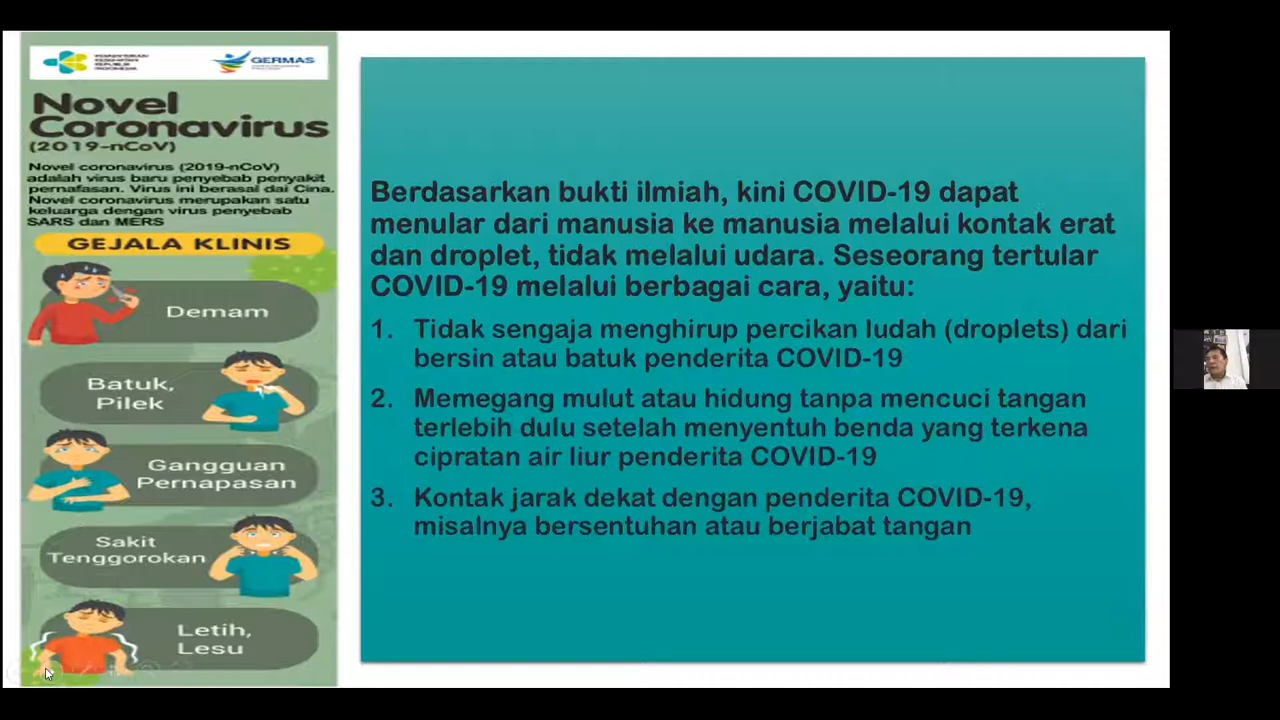 KEMENTERIAN
KESEHATAN
REPUBLIK
INDONESIA
GERMAS
Novel
Coronavirus
(2019-nCoV)
Novel coronavirus (2019-nCoV)
adalah virus baru penyebab penyakit
pernafasan. Virus ini berasal dai Cina.
Novel coronavirus merupakan satu
keluarga dengan virus penyebab
SARS dan MERS
GEJALA KLINIS
Demam
Batuk,
Pilek
Gangguan
Pernapasan
Sakit
Tenggorokan
Letih,
Lesu
Berdasarkan bukti ilmiah, kini COVID-19 dapat
menular dari manusia ke manusia melalui kontak erat
dan droplet, tidak melalui udara. Seseorang tertular
COVID-19 melalui berbagai cara, yaitu:
1. Tidak sengaja menghirup percikan ludah (droplets) dari
bersin atau batuk penderita COVID-19
2. Memegang mulut atau hidung tanpa mencuci tangan
terlebih dulu setelah menyentuh benda yang terkena
cipratan air liur penderita COVID-19
3. Kontak jarak dekat dengan penderita COVID-19,
misalnya bersentuhan atau berjabat tangan